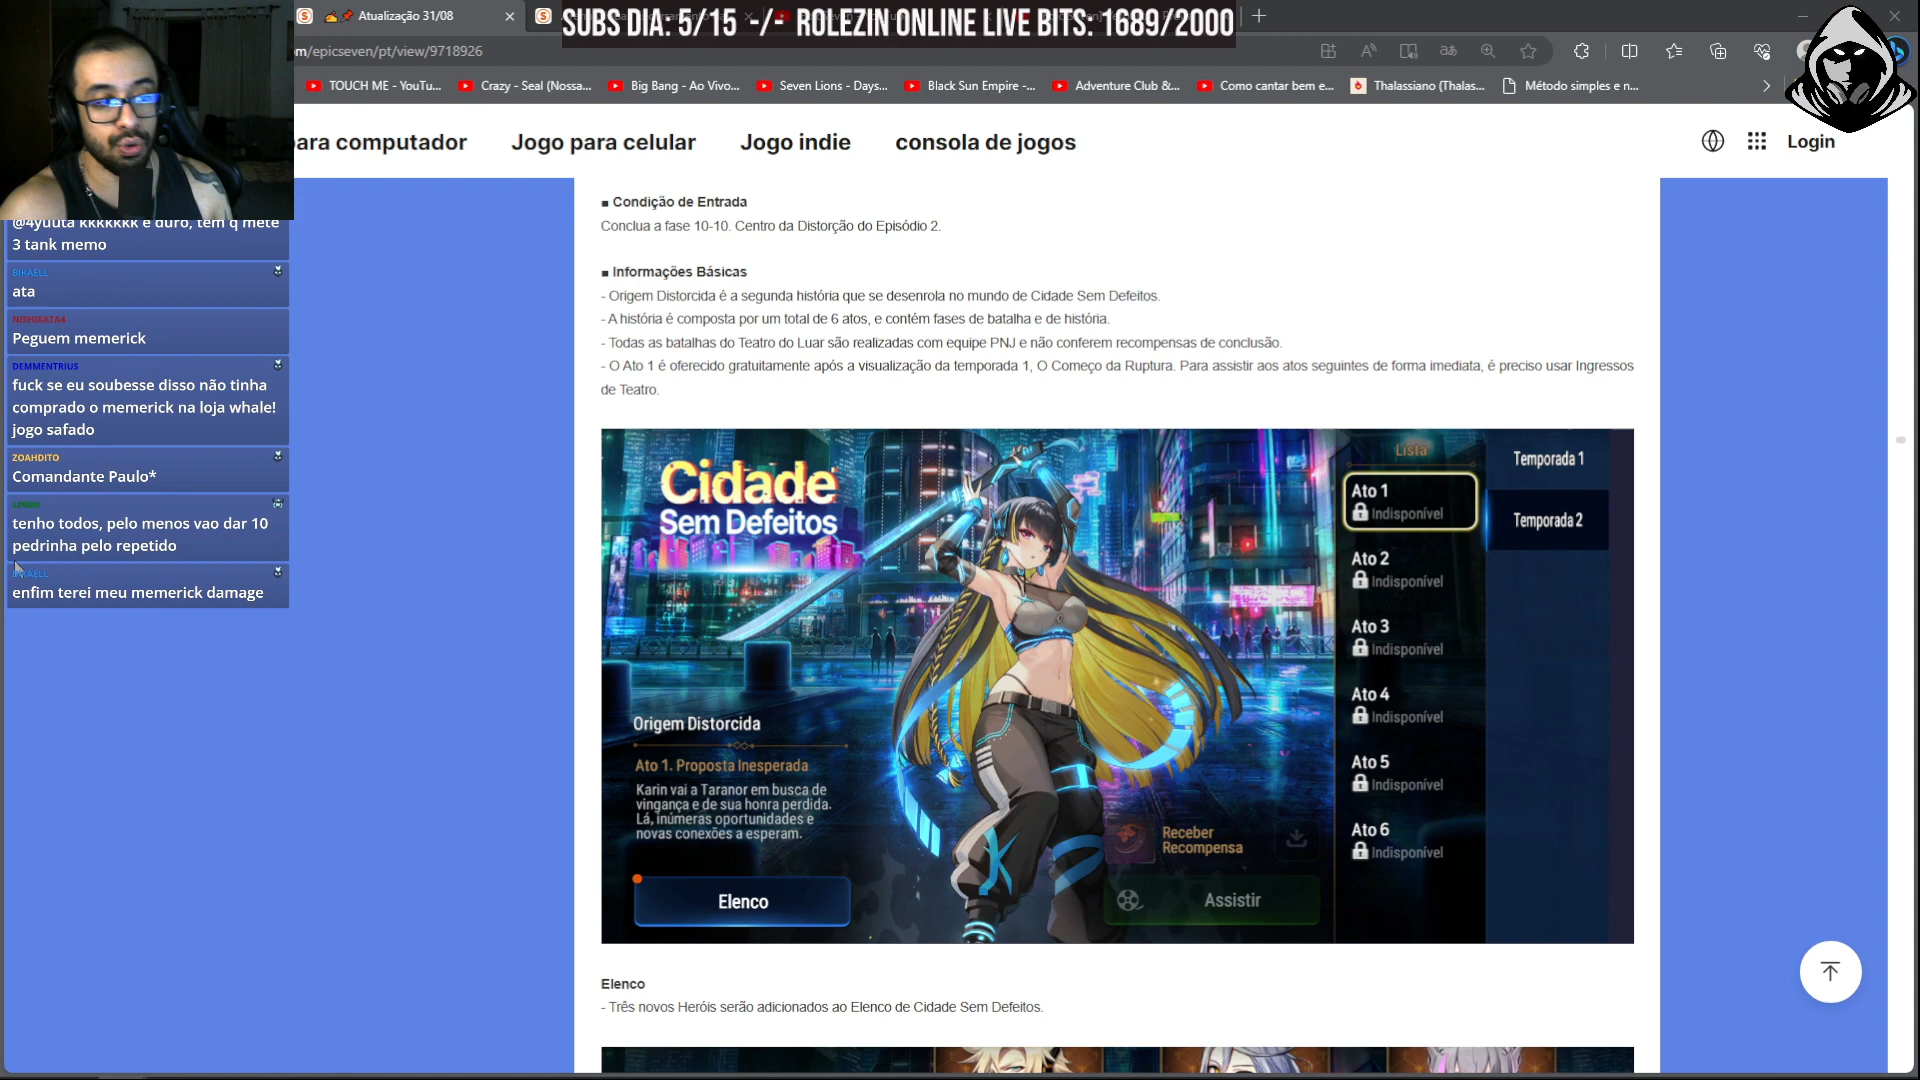 Atualização 31/08
SUBS DIA: 5/15 -/- ROLEZIN ONLINE LIVE BITS: 1689/2000
m/epicseven/pt/view/9718926
TOUCH ME - YouTu...
Crazy - Seal (Nossa...
Big Bang - Ao Vivo...
Seven Lions - Days...
Black Sun Empire -...
Adventure Club &...
Como cantar bem e...
Thalassiano (Thalas...
Método simples e n...
para computador
Jogo para celular
Jogo indie
consola de jogos
Login
@4yuuta kkkkkkk é duro, tem q mete
3 tank memo
BIKAELL
ata
NISHIKATA4
Peguem memerick
DEMMENTRIUS
fuck se eu soubesse disso não tinha
comprado o memerick na loja whale!
jogo safado
ZOAHDITO
Comandante Paulo*
tenho todos, pelo menos vao dar 10
pedrinha pelo repetido
BIKAELL
enfim terei meu memerick damage
■ Condição de Entrada
Conclua a fase 10-10. Centro da Distorção do Episódio 2.
■ Informações Básicas
- Origem Distorcida é a segunda história que se desenrola no mundo de Cidade Sem Defeitos.
- A história é composta por um total de 6 atos, e contém fases de batalha e de história.
- Todas as batalhas do Teatro do Luar são realizadas com equipe PNJ e não conferem recompensas de conclusão.
- O Ato 1 é oferecido gratuitamente após a visualização da temporada 1, O Começo da Ruptura. Para assistir aos atos seguintes de forma imediata, é preciso usar Ingressos
de Teatro.
Cidade
Sem Defeitos
Origem Distorcida
Ato 1. Proposta Inesperada
Karin vai a Taranor em busca de
vingança e de sua honra perdida.
Lá, inúmeras oportunidades e
novas conexões a esperam.
Elenco
Receber
Recompensa
Assistir
Lista
Ato 1
Indisponível
Ato 2
Indisponível
Ato 3
Indisponível
Ato 4
Indisponível
Ato 5
Indisponível
Ato 6
Indisponível
Temporada 1
Temporada 2
Elenco
- Três novos Heróis serão adicionados ao Elenco de Cidade Sem Defeitos.